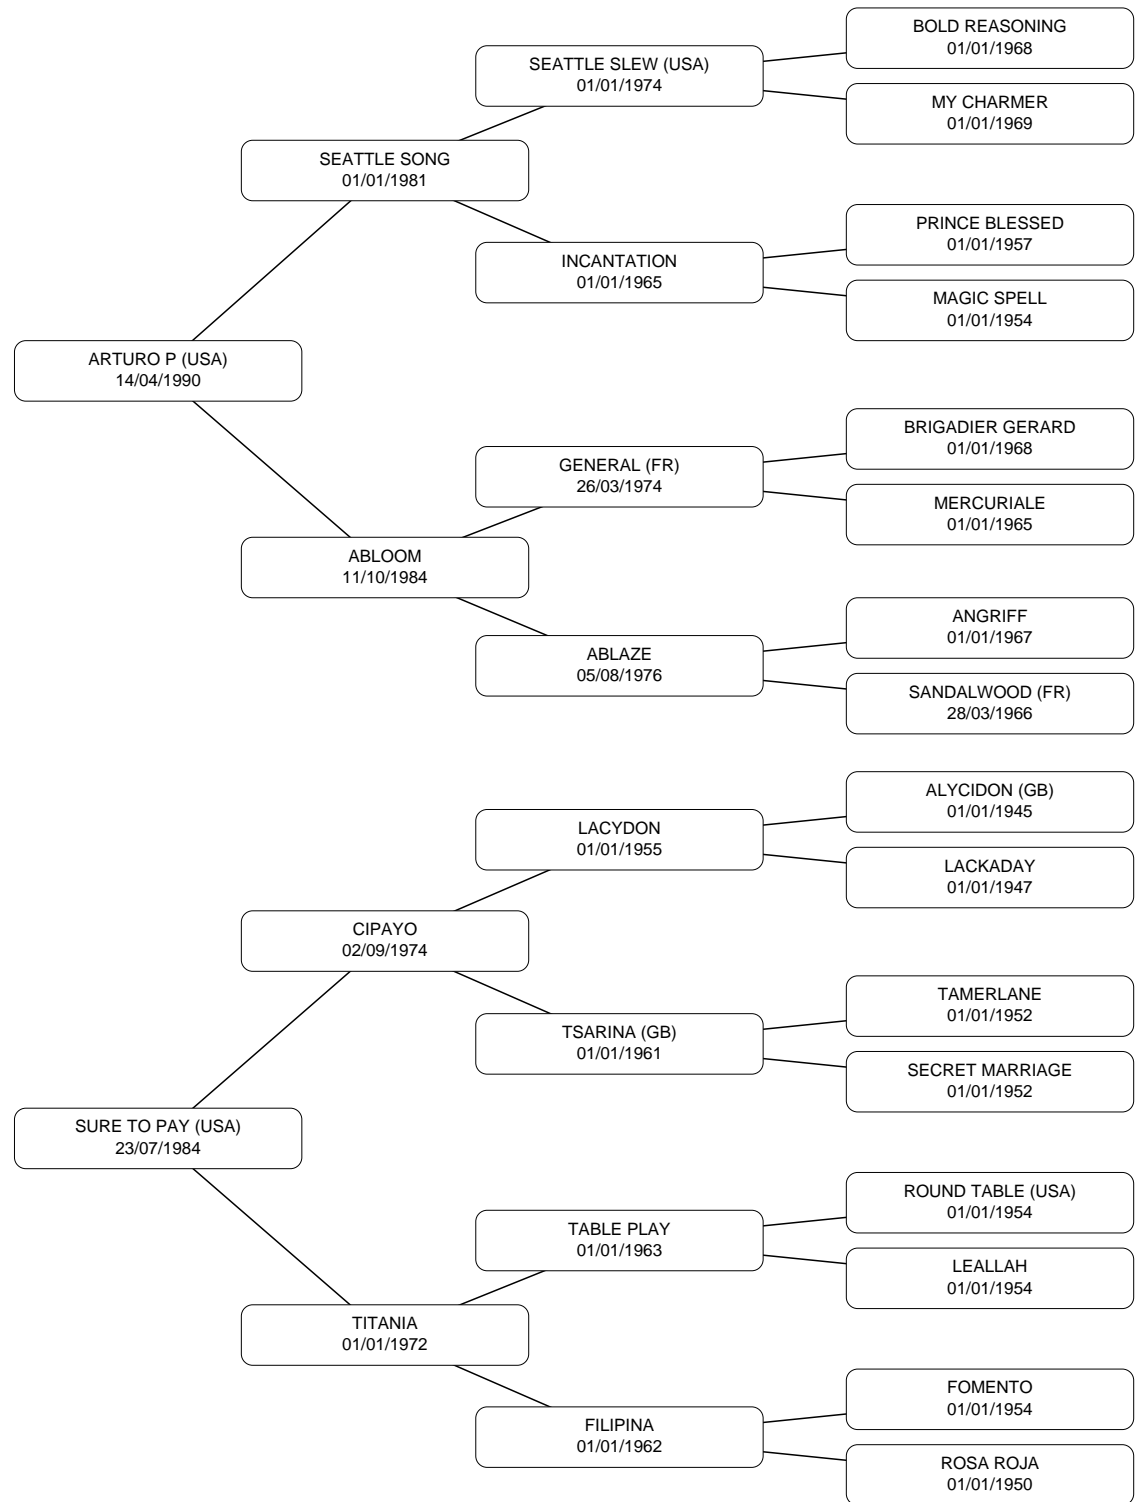 BOLD REASONING
01/01/1968
SEATTLE SLEW (USA)
01/01/1974
MY CHARMER
01/01/1969
SEATTLE SONG
01/01/1981
PRINCE BLESSED
01/01/1957
INCANTATION
01/01/1965
MAGIC SPELL
01/01/1954
ARTURO P (USA)
14/04/1990
BRIGADIER GERARD
01/01/1968
GENERAL (FR)
26/03/1974
MERCURIALE
01/01/1965
ABLOOM
11/10/1984
ANGRIFF
01/01/1967
ABLAZE
05/08/1976
SANDALWOOD (FR)
28/03/1966
ALYCIDON (GB)
01/01/1945
LACYDON
01/01/1955
LACKADAY
01/01/1947
CIPAYO
02/09/1974
TAMERLANE
01/01/1952
TSARINA (GB)
01/01/1961
SECRET MARRIAGE
01/01/1952
SURE TO PAY (USA)
23/07/1984
ROUND TABLE (USA)
01/01/1954
TABLE PLAY
01/01/1963
LEALLAH
01/01/1954
TITANIA
01/01/1972
FOMENTO
01/01/1954
FILIPINA
01/01/1962
ROSA ROJA
01/01/1950